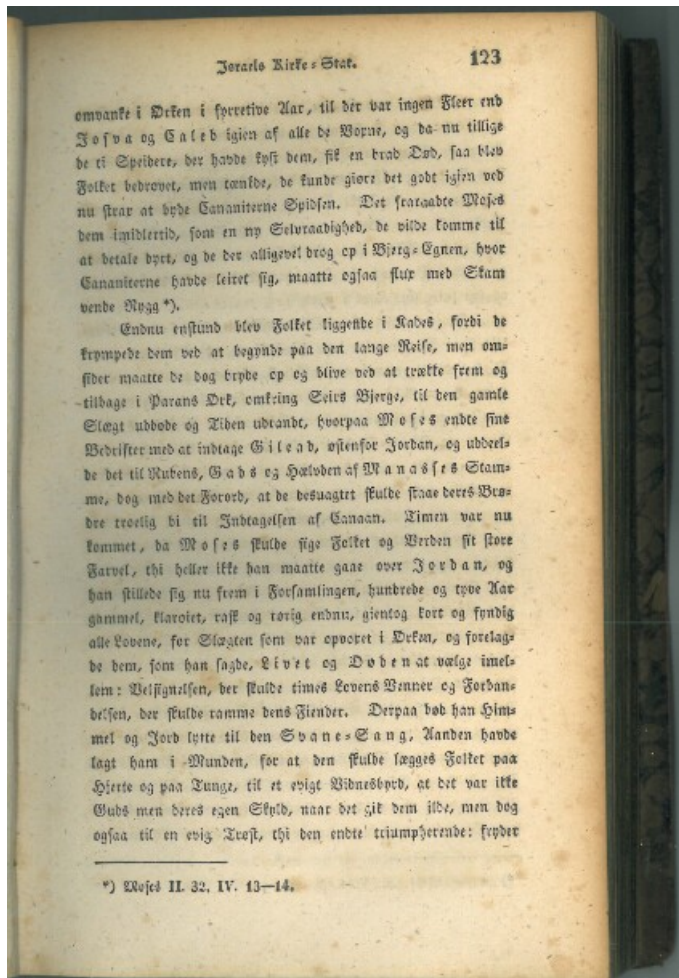 Israels Kirke=Stat. 123
omvanke i Ørken i fyrretive Aar, til der var ingen Fleer end
Josva og Caleb igien af alle de Voxne, og da nu tillige
de ti Speidere, der havde kyst dem, fik en brad Død, saa blev
Folket bedrøvet, men tænkde, de kunde giøre det godt igien ved
nu strax at byde Cananiterne Spidsen. Det fraraadte Moses
dem imidlertid, som en ny Selvraadighed, de vilde komme til
at betale dyrt, og de der alligevel drog op i Bjerg=Egnen, hvor
Cananiterne havde leiret sig, maatte ogsaa flux med Skam
vende Rygg *).
Endnu enstund blev Folket liggende i Kades, fordi de
krympede dem ved at begynde paa den lange Reise, men om=
sider maatte de dog bryde op og blive ved at trække frem og
tilbage i Parans Ørk, omkring Seirs Bjerge, til den gamle
Slægt uddøde og Tiden udrandt, hvorpaa Moses endte sine
Bedrifter med at indtage Gilead, østenfor Jordan, og uddeel=
de det til Rubens, Gads og Hælvden af Manasses Stam=
me, dog med det Forord, at de desuagtet skulde staae deres Brø=
dre troelig bi til Indtagelsen af Canaan. Timen var nu
kommet, da Moses skulde sige Folket og Verden sit store
Farvel, thi heller ikke han maatte gaae over Jordan, og
han stillede sig nu frem i Forsamlingen, hundrede og tyve Aar
gammel, klarøiet, rask og rørig endnu, gientog kort og fyndig
alle Lovene, for Slægten som var opvoxet i Ørken, og forelag=
de dem, som han sagde, Livet og Døden at vælge imel=
lem: Velsignelsen, der skulde times Lovens Venner og Forban=
delsen, der skulde ramme dens Fiender. Derpaa bød han Him=
mel og Jord lytte til den Svane=Sang, Aanden havde
lagt ham i Munden, for at den skulde lægges Folket paa
Hjerte og paa Tunge, til et evigt Vidnesbyrd, at det var ikke
Guds men deres egen Skyld, naar det gik dem ilde, men dog
ogsaa til en evig Trøst, thi den endte triumpherende: fryder
*) Moses II. 32, IV. 13—14.